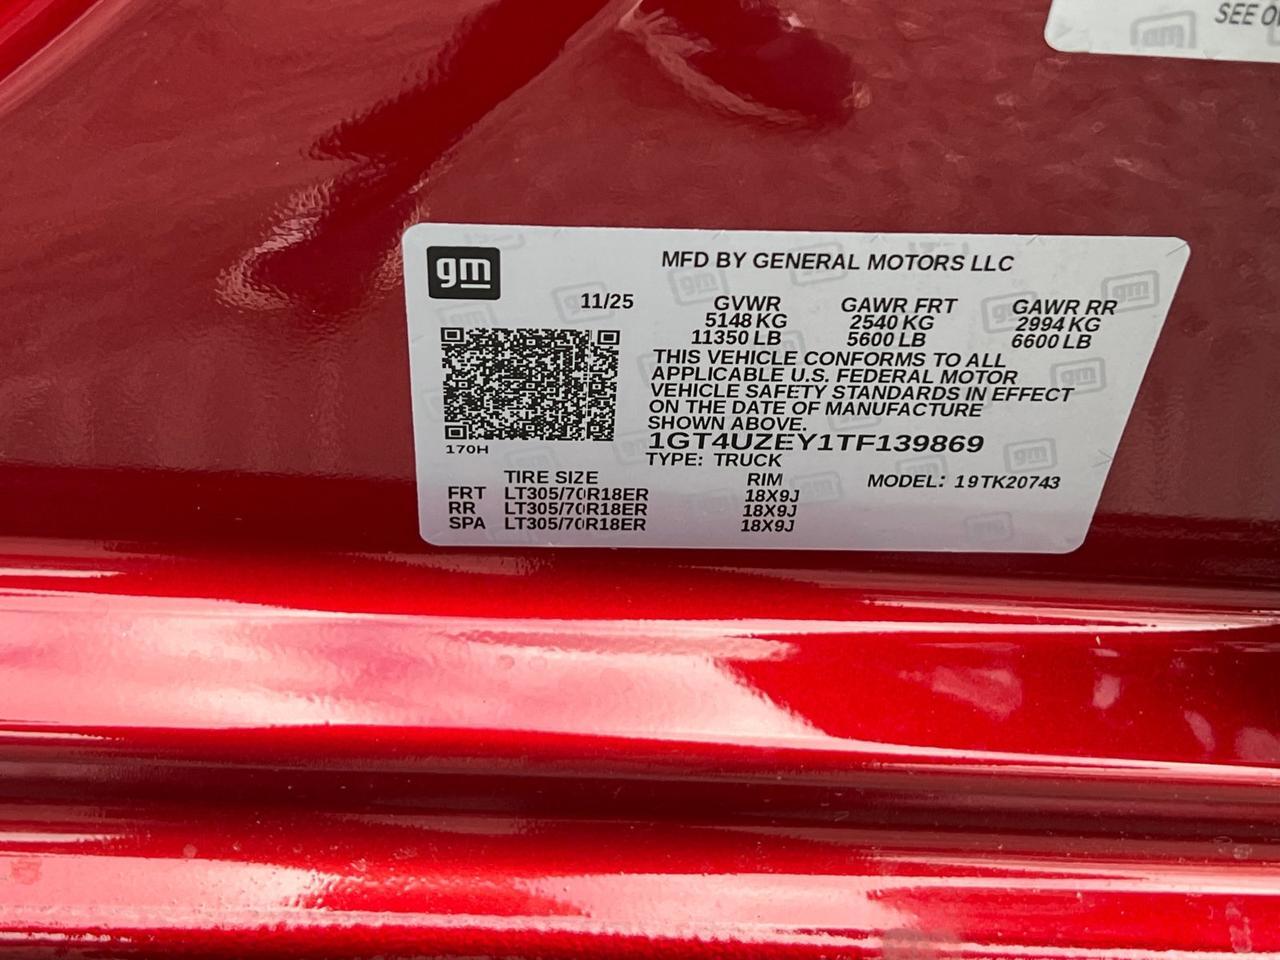 SEE O
gm
MFD BY GENERAL MOTORS LLC
11/25 GVWR GAWR FRT GAWR RR
5148 KG 2540 KG 2994 KG
11350 LB 5600 LB 6600 LB
THIS VEHICLE CONFORMS TO ALL
APPLICABLE U.S. FEDERAL MOTOR
VEHICLE SAFETY STANDARDS IN EFFECT
ON THE DATE OF MANUFACTURE
SHOWN ABOVE.
170H
1GT4UZEY1TF139869
TYPE: TRUCK
TIRE SIZE RIM MODEL: 19TK20743
FRT LT305/70R18ER 18X9J
RR LT305/70R18ER 18X9J
SPA LT305/70R18ER 18X9J